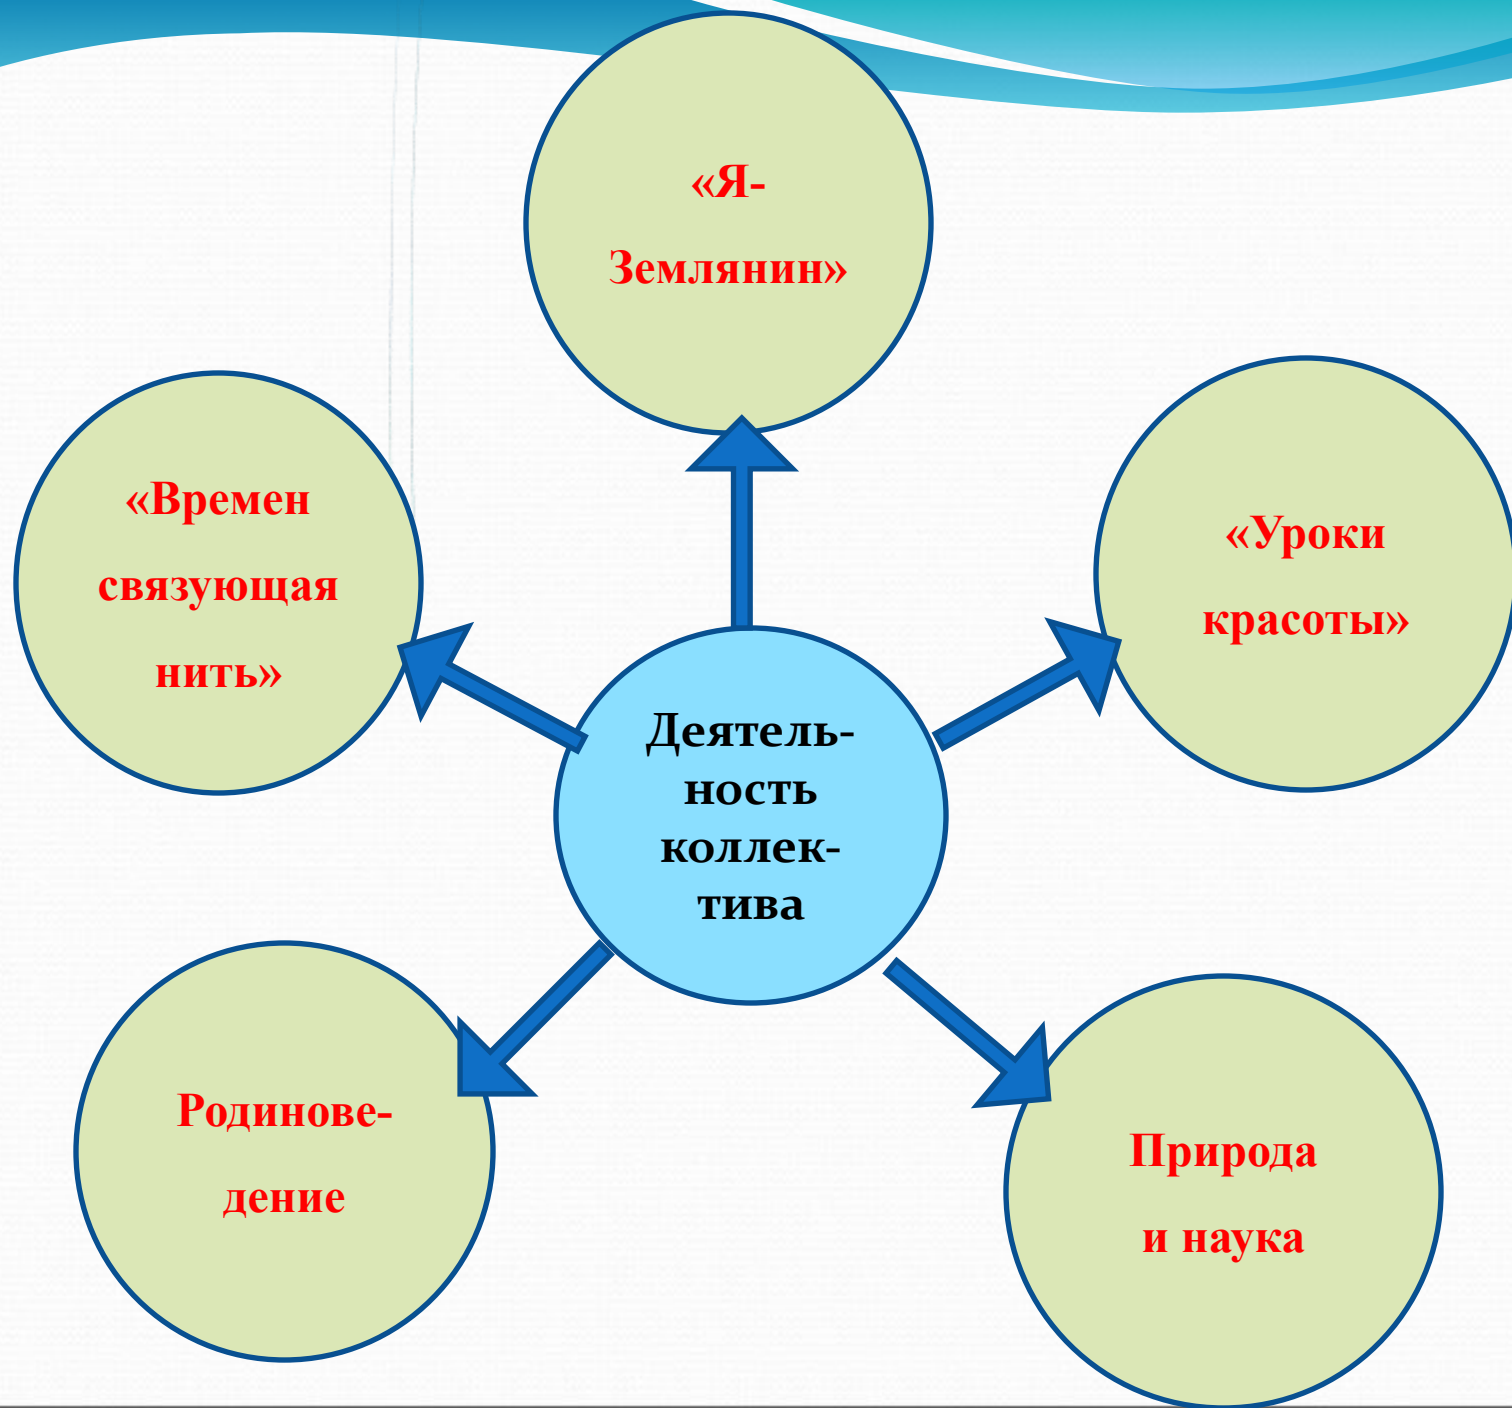 «Я-
Землянин»
«Времен
связующая
нить»
«Уроки
красоты»
Деятель-
ность
коллек-
тива
Родинове-
дение
Природа
и наука